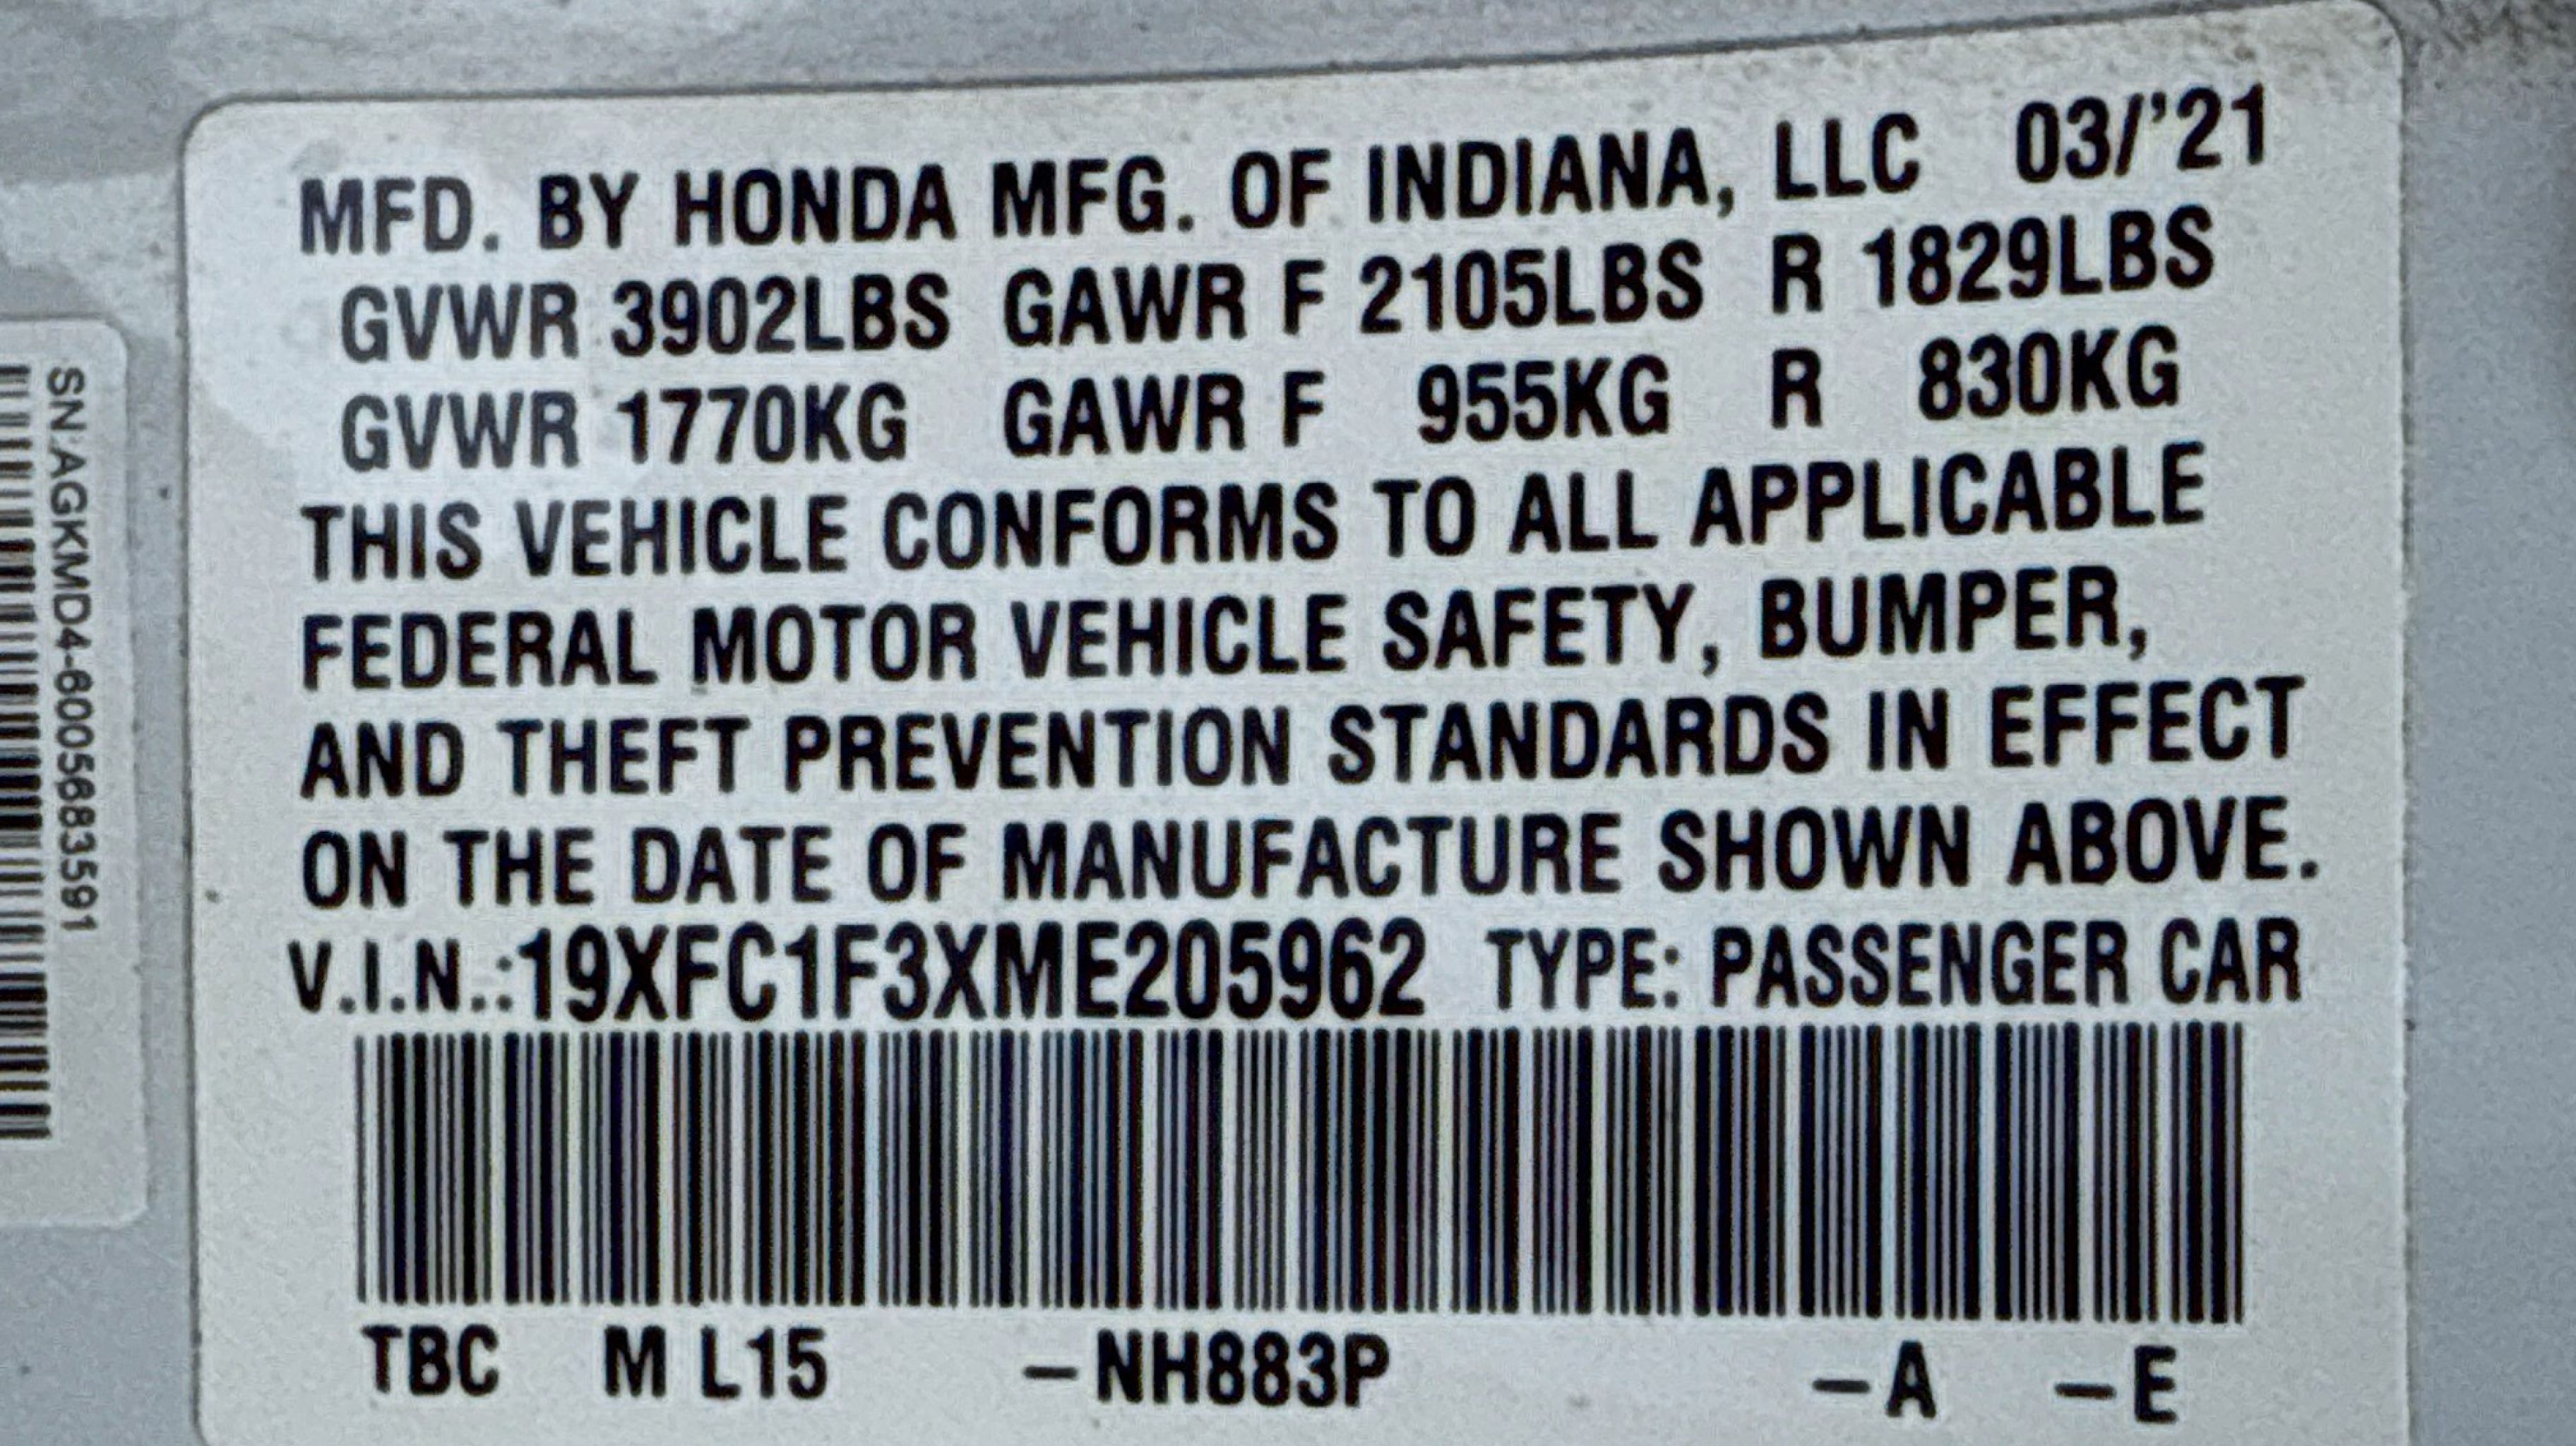 MFD. BY HONDA MFG. OF INDIANA, LLC 03/'21
GVWR 3902LBS GAWR F 2105LBS R 1829LBS
GVWR 1770KG GAWR F 955KG R 830KG
THIS VEHICLE CONFORMS TO ALL APPLICABLE
FEDERAL MOTOR VEHICLE SAFETY, BUMPER,
AND THEFT PREVENTION STANDARDS IN EFFECT
ON THE DATE OF MANUFACTURE SHOWN ABOVE.
V.I.N.:19XFC1F3XME205962 TYPE: PASSENGER CAR
TBC M L15 –NH883P –A –E
SN:AGKMD4-6005683591